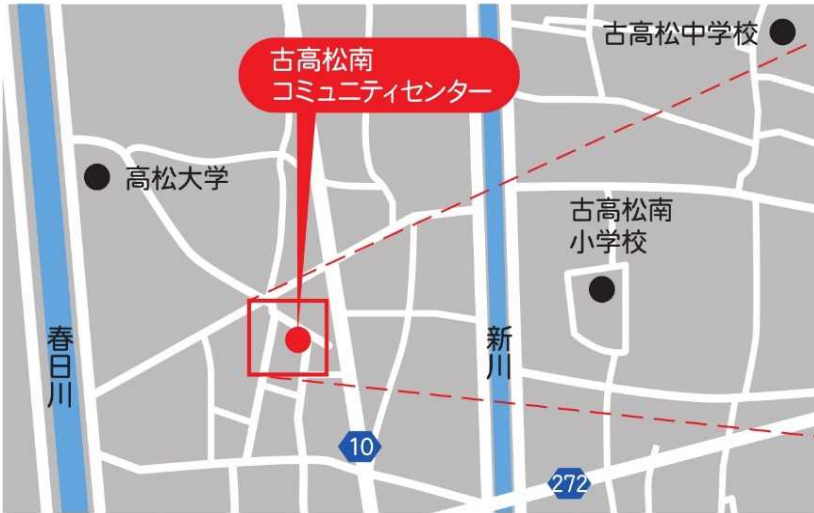 古高松中学校
古高松南
コミュニティセンター
高松大学
古高松南
小学校
春日川
新川
10
272